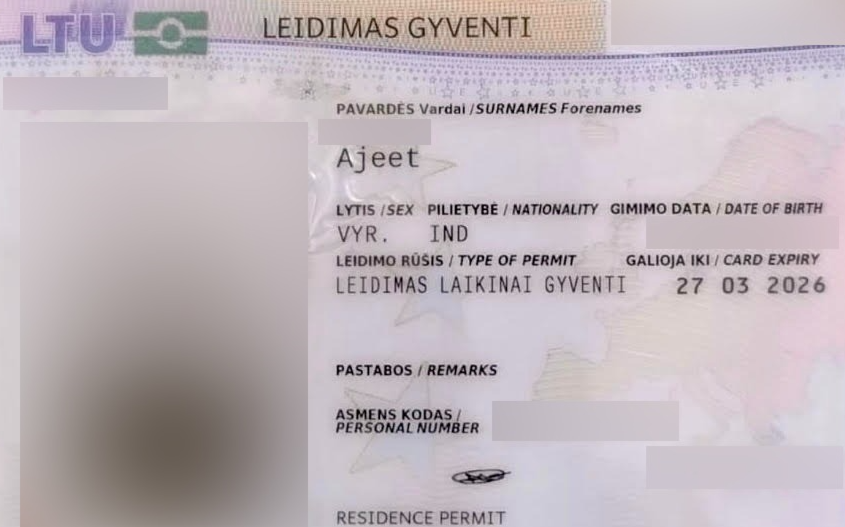 LTU LEIDIMAS GYVENTI
PAVARDĖS Vardai / SURNAMES Forenames
Ajeet
LYTIS / SEX PILIETYBĖ / NATIONALITY GIMIMO DATA / DATE OF BIRTH
VYR. IND
LEIDIMO RŪŠIS / TYPE OF PERMIT GALIOJA IKI / CARD EXPIRY
LEIDIMAS LAIKINAI GYVENTI 27 03 2026
PASTABOS / REMARKS
ASMENS KODAS /
PERSONAL NUMBER
RESIDENCE PERMIT